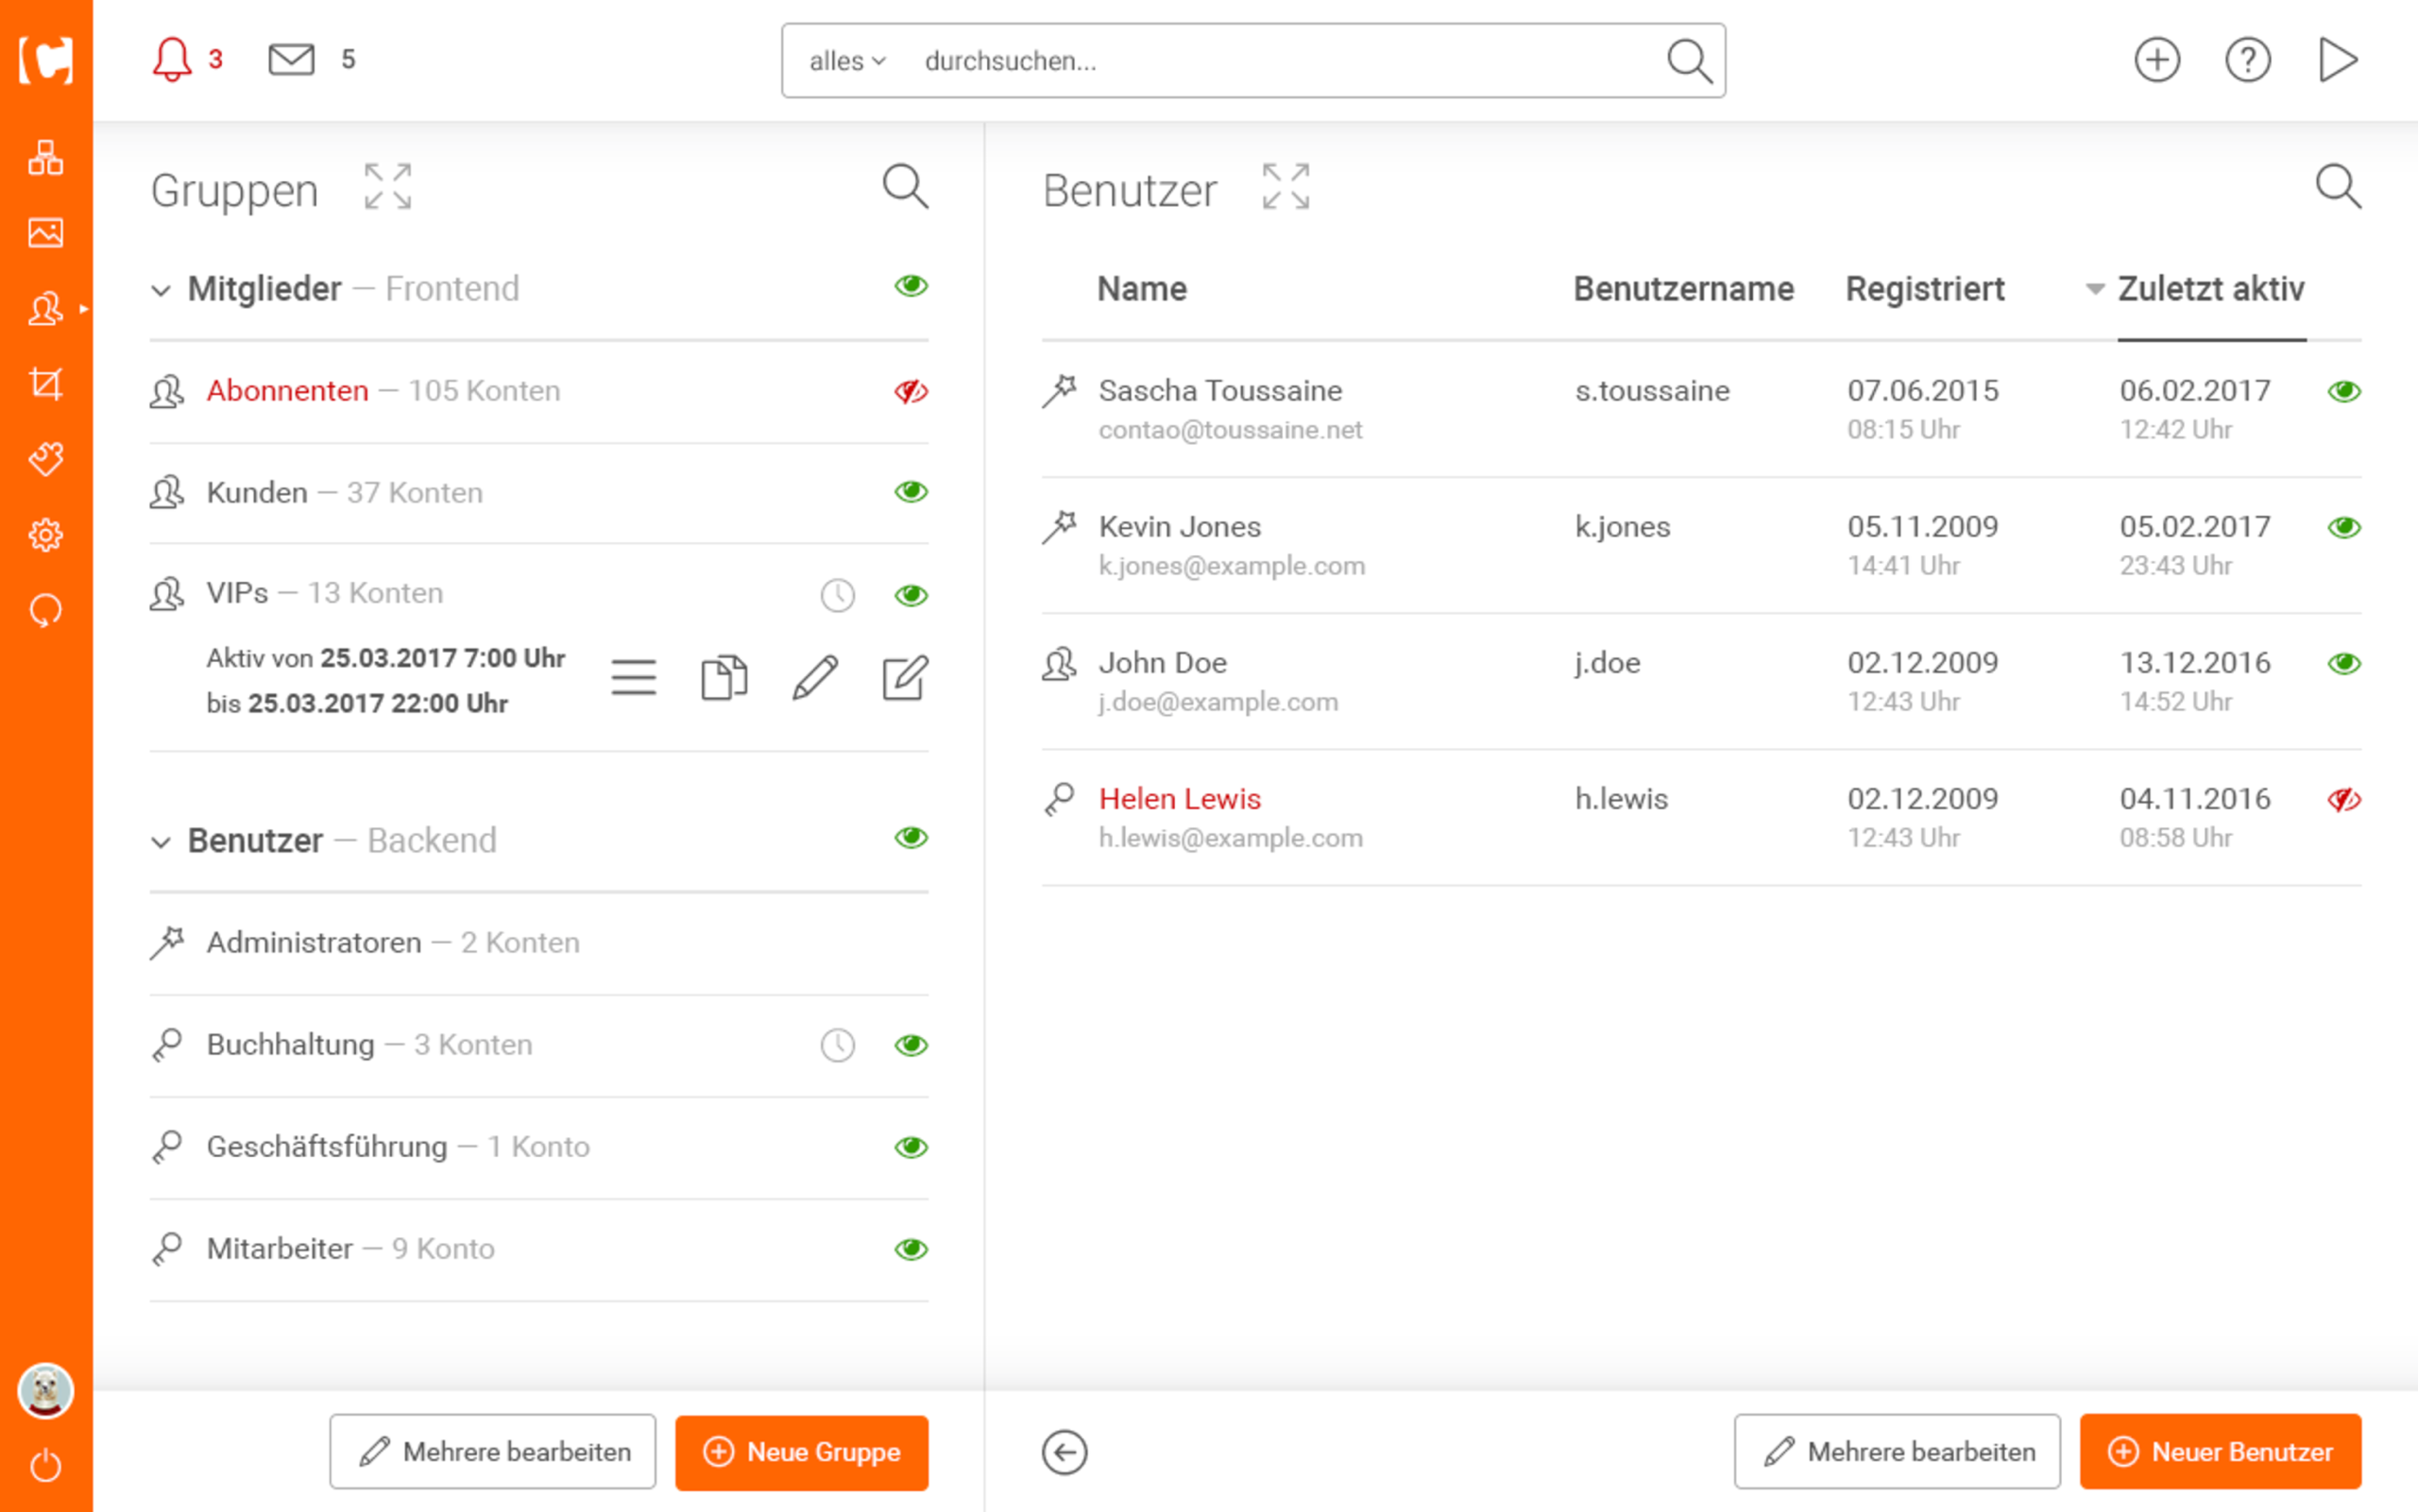 3
5
alles
durchsuchen...
Gruppen
Mitglieder — Frontend
Abonnenten — 105 Konten
Kunden — 37 Konten
VIPs — 13 Konten
Aktiv von 25.03.2017 7:00 Uhr
bis 25.03.2017 22:00 Uhr
Benutzer — Backend
Administratoren — 2 Konten
Buchhaltung — 3 Konten
Geschäftsführung — 1 Konto
Mitarbeiter — 9 Konto
Mehrere bearbeiten
Neue Gruppe
Benutzer
Name Benutzername Registriert Zuletzt aktiv
Sascha Toussaine s.toussaine 07.06.2015 06.02.2017
contao@toussaine.net 08:15 Uhr 12:42 Uhr
Kevin Jones k.jones 05.11.2009 05.02.2017
k.jones@example.com 14:41 Uhr 23:43 Uhr
John Doe j.doe 02.12.2009 13.12.2016
j.doe@example.com 12:43 Uhr 14:52 Uhr
Helen Lewis h.lewis 02.12.2009 04.11.2016
h.lewis@example.com 12:43 Uhr 08:58 Uhr
Mehrere bearbeiten
Neuer Benutzer